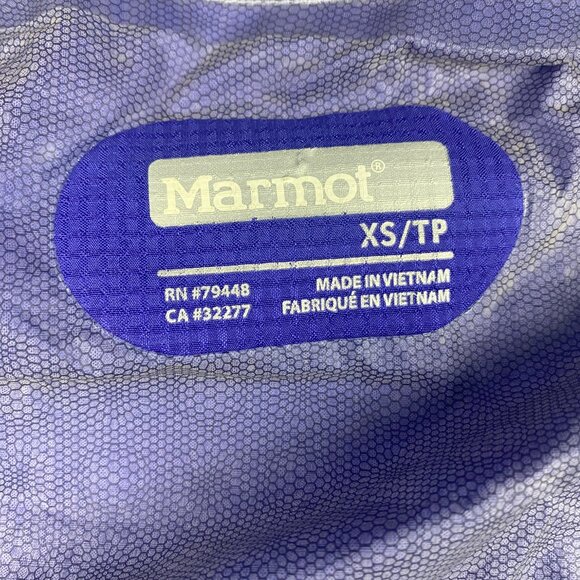 Marmot®
XS/TP
RN #79448
CA #32277
MADE IN VIETNAM
FABRIQUÉ EN VIETNAM